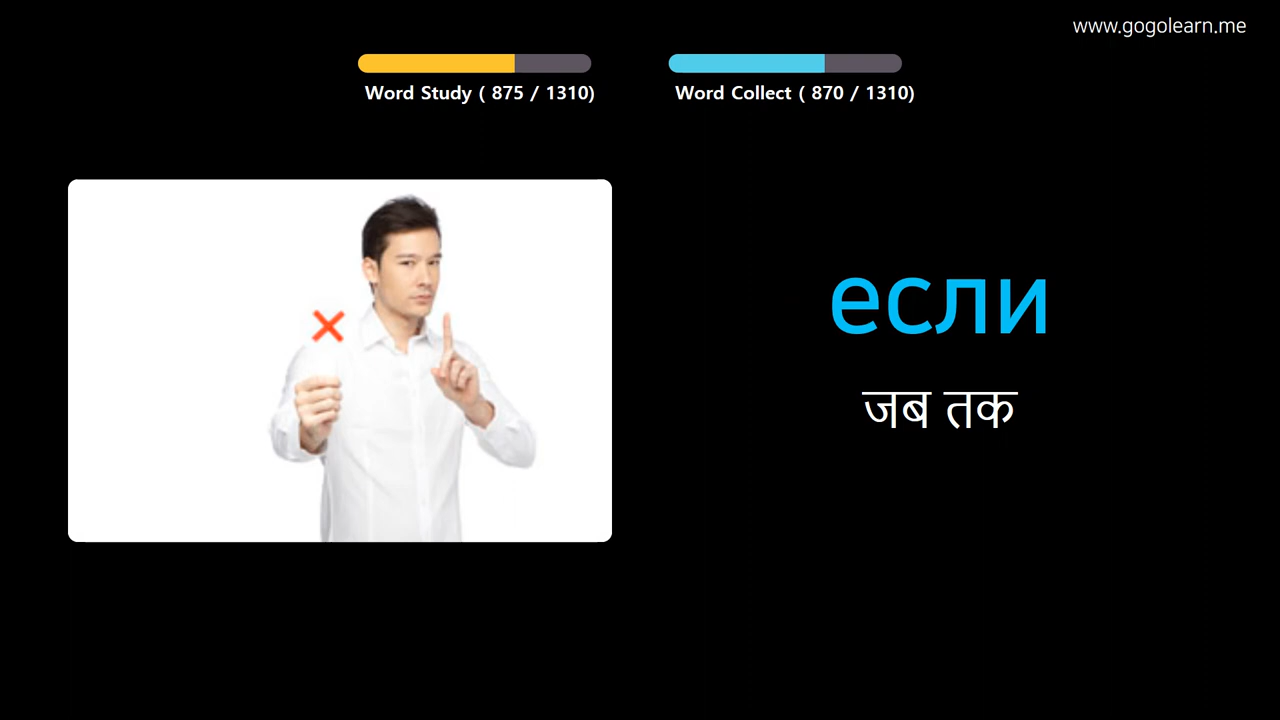 www.gogolearn.me
Word Study ( 875 / 1310)
Word Collect ( 870 / 1310)
если
जब तक